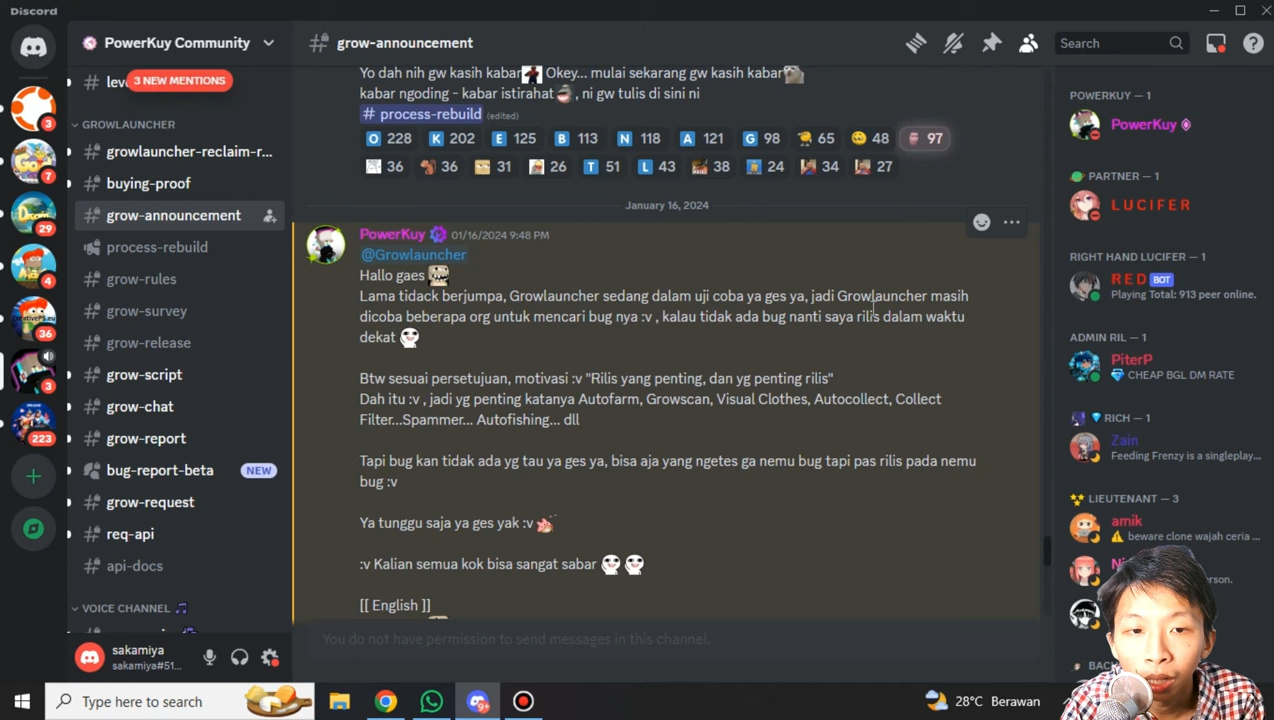 Discord
PowerKuy Community
grow-announcement
Search
3 NEW MENTIONS
GROWLAUNCHER
growlauncher-reclaim-r...
buying-proof
grow-announcement
process-rebuild
grow-rules
grow-survey
grow-release
grow-script
grow-chat
grow-report
bug-report-beta NEW
grow-request
req-api
api-docs
VOICE CHANNEL
sakamiya
sakamiya#51...
3
7
29
4
36
3
223
Yo dah nih gw kasih kabar Okey... mulai sekarang gw kasih kabar
kabar ngoding - kabar istirahat , ni gw tulis di sini ni
# process-rebuild (edited)
O 228 K 202 E 125 B 113 N 118 A 121 G 98 65 48 97
36 36 31 26 T 51 L 43 38 24 34 27
January 16, 2024
PowerKuy 01/16/2024 9:48 PM
@Growlauncher
Hallo gaes
Lama tidack berjumpa, Growlauncher sedang dalam uji coba ya ges ya, jadi Growlauncher masih
dicoba beberapa org untuk mencari bug nya :v , kalau tidak ada bug nanti saya rilis dalam waktu
dekat
Btw sesuai persetujuan, motivasi :v "Rilis yang penting, dan yg penting rilis"
Dah itu :v , jadi yg penting katanya Autofarm, Growscan, Visual Clothes, Autocollect, Collect
Filter...Spammer... Autofishing... dll
Tapi bug kan tidak ada yg tau ya ges ya, bisa aja yang ngetes ga nemu bug tapi pas rilis pada nemu
bug :v
Ya tunggu saja ya ges yak :v
:v Kalian semua kok bisa sangat sabar
[[ English ]]
You do not have permission to send messages in this channel.
POWERKUY — 1
PowerKuy
PARTNER — 1
LUCIFER
RIGHT HAND LUCIFER — 1
RED BOT
Playing Total: 913 peer online.
ADMIN RIL — 1
PiterP
CHEAP BGL DM RATE
RICH — 1
Zain
Feeding Frenzy is a singleplay...
LIEUTENANT — 3
amik
beware clone wajah ceria ...
Type here to search
9+
28°C Berawan